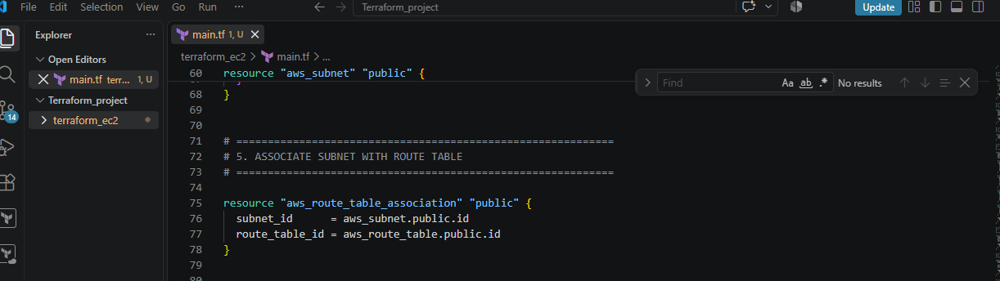 File Edit Selection View Go Run ··· Terraform_project Update
Explorer ···
Open Editors
main.tf terr... 1, U
Terraform_project
terraform_ec2
14
main.tf 1, U
terraform_ec2 > main.tf > ...
60 resource "aws_subnet" "public" {
Find Aa ab .* No results
68 }
69
70
71 # ============================================================
72 # 5. ASSOCIATE SUBNET WITH ROUTE TABLE
73 # ============================================================
74
75 resource "aws_route_table_association" "public" {
76 subnet_id      = aws_subnet.public.id
77 route_table_id = aws_route_table.public.id
78 }
79